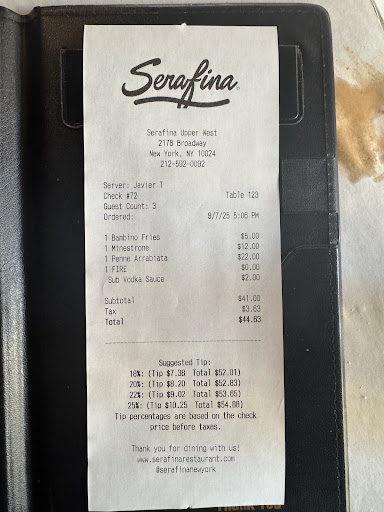 Serafina
Serafina Upper West
2178 Broadway
New York, NY 10024
212-592-0092
Server: Javier T
Check #72 Table 123
Guest Count: 3
Ordered: 9/7/25 5:06 PM
1 Bambino Fries $5.00
1 Minestrone $12.00
1 Penne Arrabiata $22.00
1 FIRE $0.00
Sub Vodka Sauce $2.00
Subtotal $41.00
Tax $3.63
Total $44.63
Suggested Tip:
18%: (Tip $7.38 Total $52.01)
20%: (Tip $8.20 Total $52.83)
22%: (Tip $9.02 Total $53.65)
25%: (Tip $10.25 Total $54.88)
Tip percentages are based on the check
price before taxes.
Thank you for dining with us!
www.serafinarestaurant.com
@serafinanewyork
THANK YOU